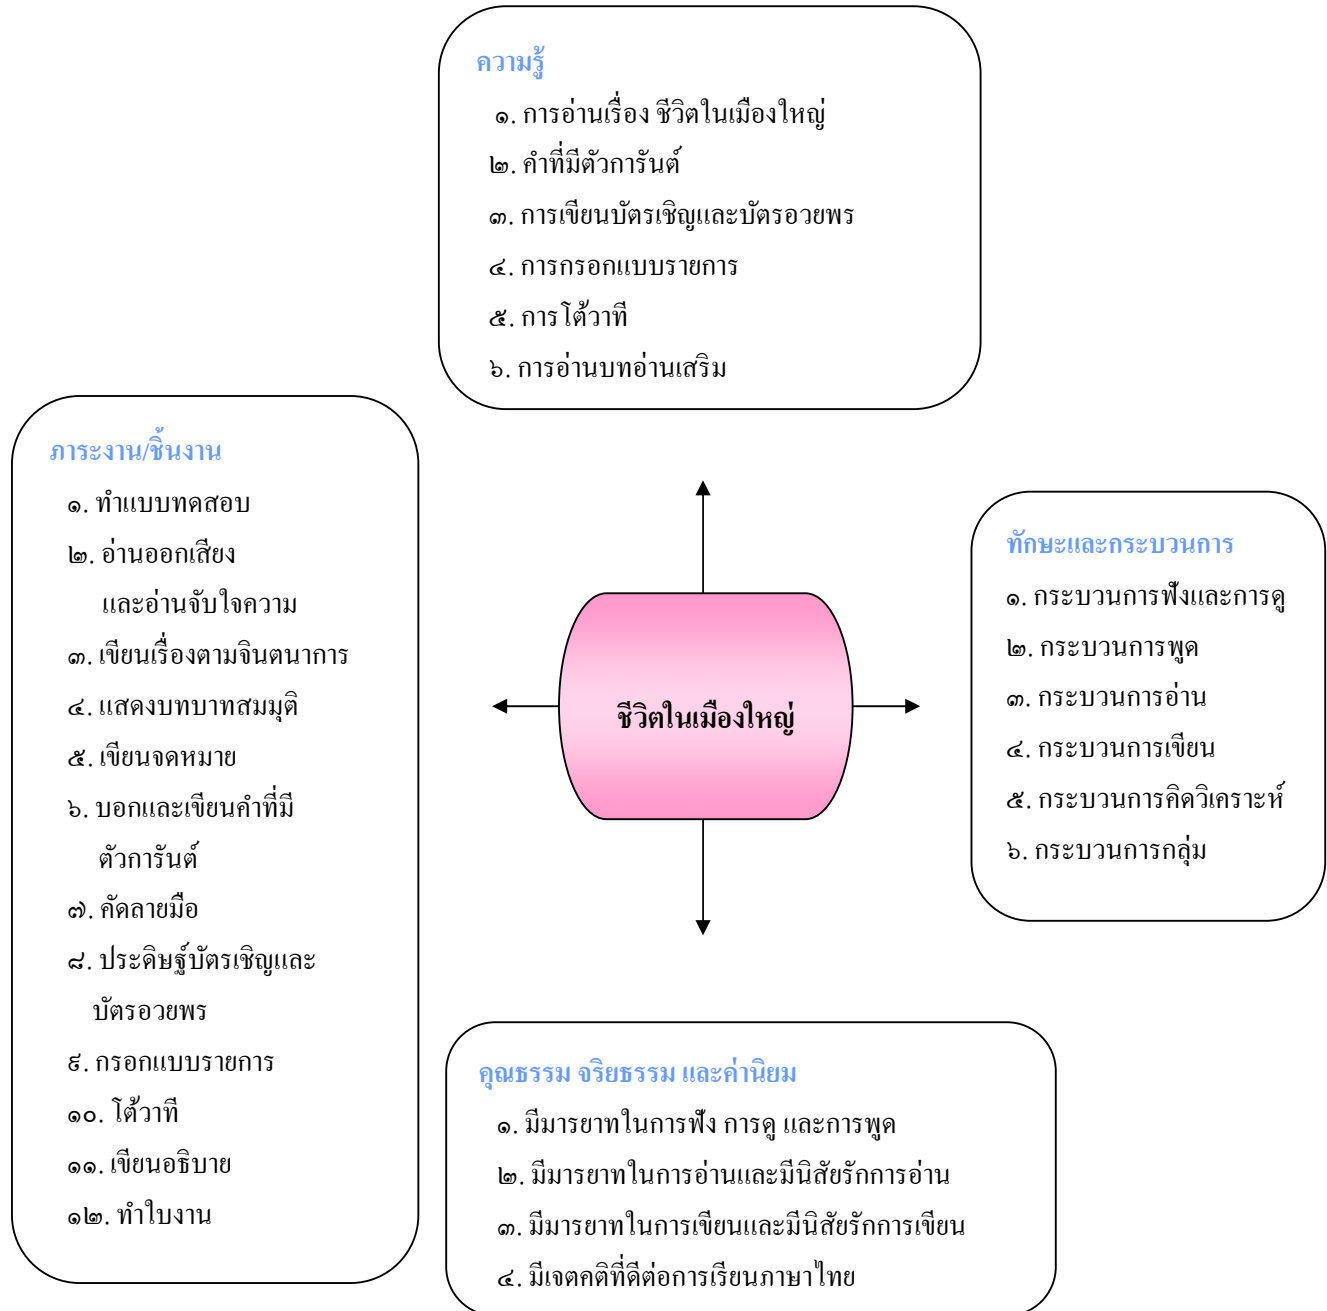 ความรู้
๑. การอ่านเรื่อง ชีวิตในเมืองใหญ่
๒. คำที่มีตัวการันต์
๓. การเขียนบัตรเชิญและบัตรอวยพร
๔. การกรอกแบบรายการ
๕. การโต้วาที
๖. การอ่านบทอ่านเสริม
ภาระงาน/ชิ้นงาน
๑. ทำแบบทดสอบ
๒. อ่านออกเสียง
และอ่านจับใจความ
๓. เขียนเรื่องตามจินตนาการ
๔. แสดงบทบาทสมมุติ
๕. เขียนจดหมาย
๖. บอกและเขียนคำที่มี
ตัวการันต์
๗. คัดลายมือ
๘. ประดิษฐ์บัตรเชิญและ
บัตรอวยพร
๙. กรอกแบบรายการ
๑๐. โต้วาที
๑๑. เขียนอธิบาย
๑๒. ทำใบงาน
ชีวิตในเมืองใหญ่
ทักษะและกระบวนการ
๑. กระบวนการฟังและการดู
๒. กระบวนการพูด
๓. กระบวนการอ่าน
๔. กระบวนการเขียน
๕. กระบวนการคิดวิเคราะห์
๖. กระบวนการกลุ่ม
คุณธรรม จริยธรรม และค่านิยม
๑. มีมารยาทในการฟัง การดู และการพูด
๒. มีมารยาทในการอ่านและมีนิสัยรักการอ่าน
๓. มีมารยาทในการเขียนและมีนิสัยรักการเขียน
๔. มีเจตคติที่ดีต่อการเรียนภาษาไทย